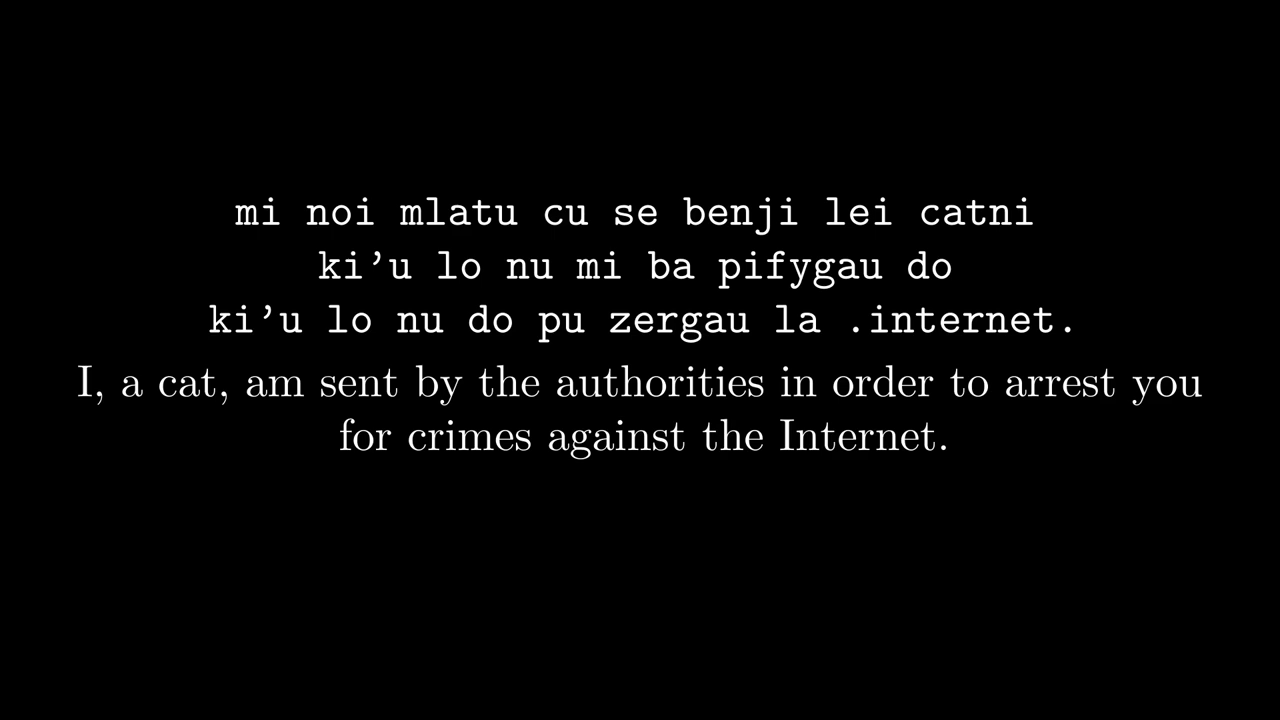 mi noi mlatu cu se benji lei catni
ki’u lo nu mi ba pifygau do
ki’u lo nu do pu zergau la .internet.
I, a cat, am sent by the authorities in order to arrest you
for crimes against the Internet.